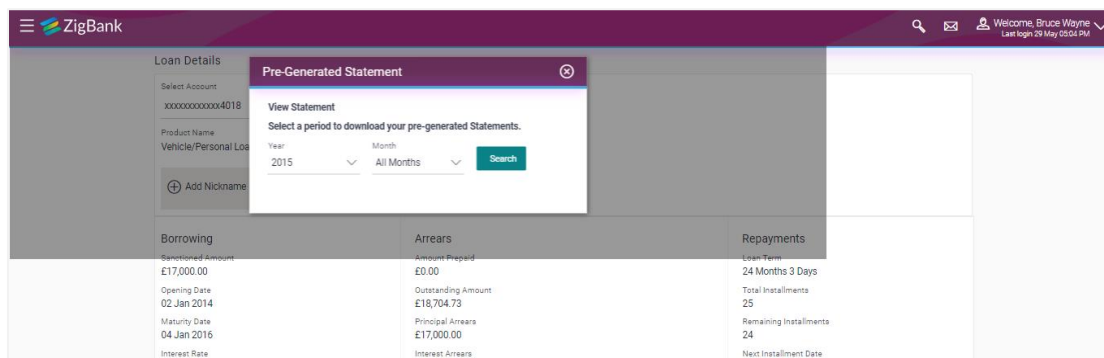 ZigBank
Welcome, Bruce Wayne
Last login 29 May 05:04 PM
Loan Details
Select Account
xxxxxxxxxxxx4018
Product Name
Vehicle/Personal Loa
Add Nickname
Pre-Generated Statement
View Statement
Select a period to download your pre-generated Statements.
Year Month
2015 All Months Search
Borrowing
Sanctioned Amount
£17,000.00
Opening Date
02 Jan 2014
Maturity Date
04 Jan 2016
Interest Rate
Arrears
Amount Prepaid
£0.00
Outstanding Amount
£18,704.73
Principal Arrears
£17,000.00
Interest Arrears
Repayments
Loan Term
24 Months 3 Days
Total Installments
25
Remaining Installments
24
Next Installment Date